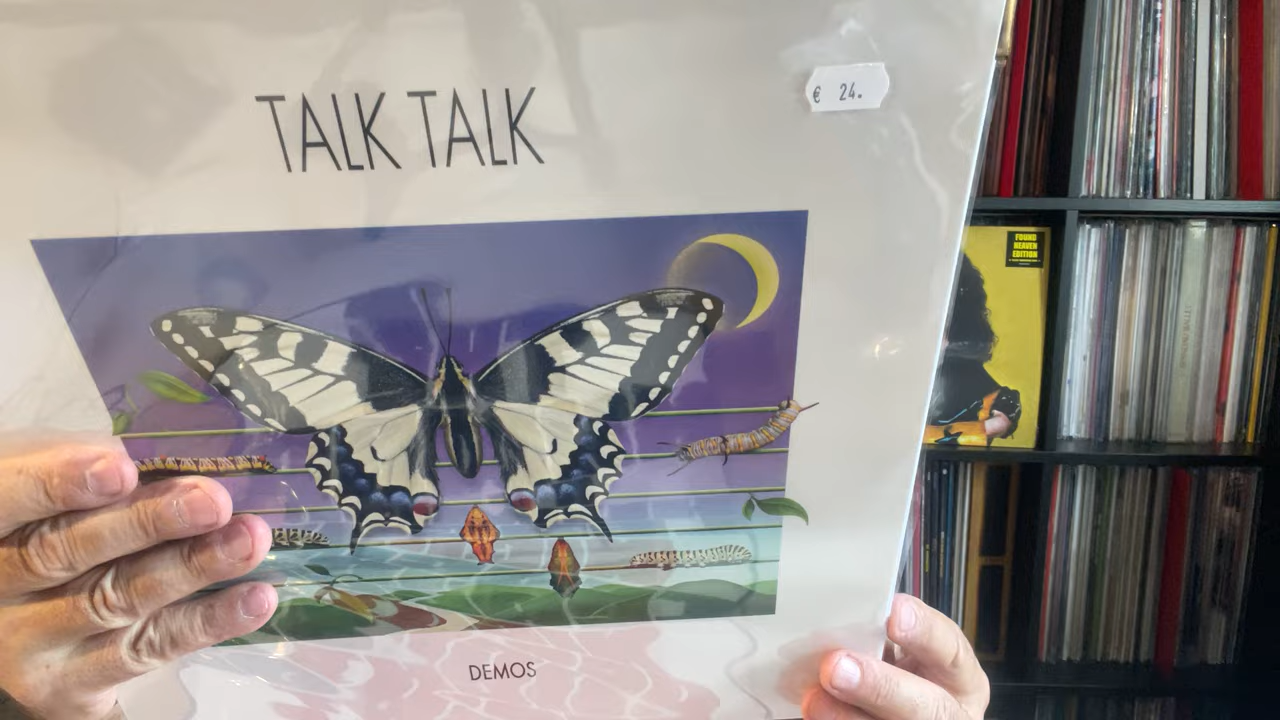 TALK TALK
€ 24.
DEMOS
FOUND
HEAVEN
EDITION